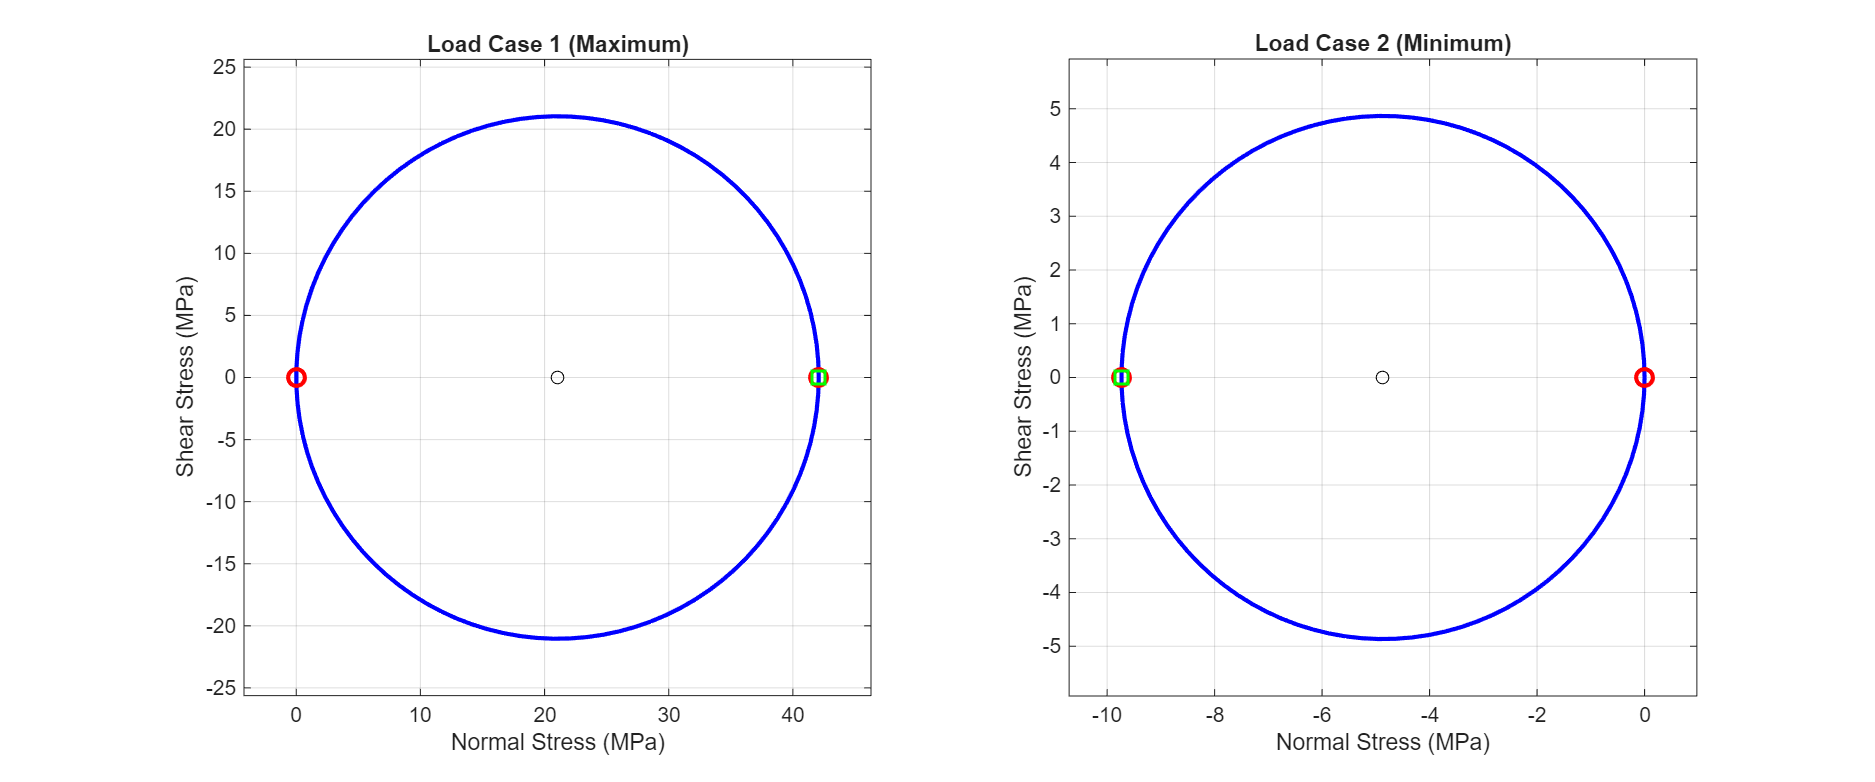 Load Case 1 (Maximum)
25
20
15
10
5
0
-5
-10
-15
-20
-25
Shear Stress (MPa)
0 10 20 30 40
Normal Stress (MPa)
Load Case 2 (Minimum)
5
4
3
2
1
0
-1
-2
-3
-4
-5
Shear Stress (MPa)
-10 -8 -6 -4 -2 0
Normal Stress (MPa)